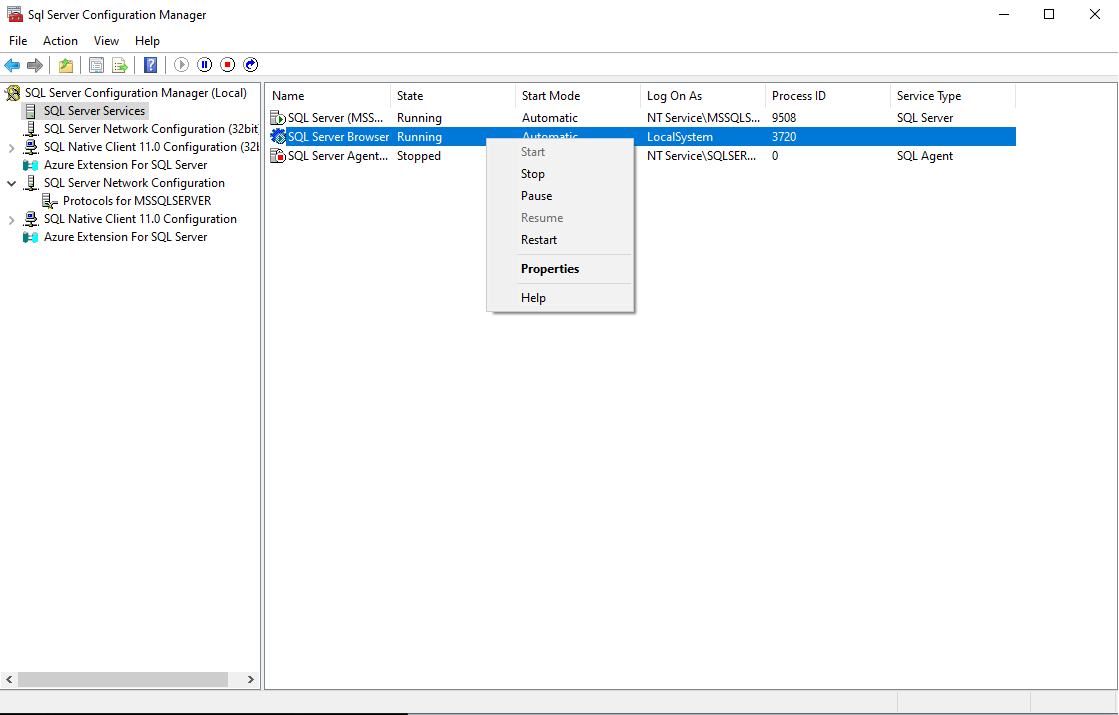 Sql Server Configuration Manager
File Action View Help
SQL Server Configuration Manager (Local)
SQL Server Services
SQL Server Network Configuration (32bit
SQL Native Client 11.0 Configuration (32b
Azure Extension For SQL Server
SQL Server Network Configuration
Protocols for MSSQLSERVER
SQL Native Client 11.0 Configuration
Azure Extension For SQL Server
Name State Start Mode Log On As Process ID Service Type
SQL Server (MSS... Running Automatic NT Service\MSSQLS... 9508 SQL Server
SQL Server Browser Running Automatic LocalSystem 3720
SQL Server Agent... Stopped NT Service\SQLSER... 0 SQL Agent
Start
Stop
Pause
Resume
Restart
Properties
Help